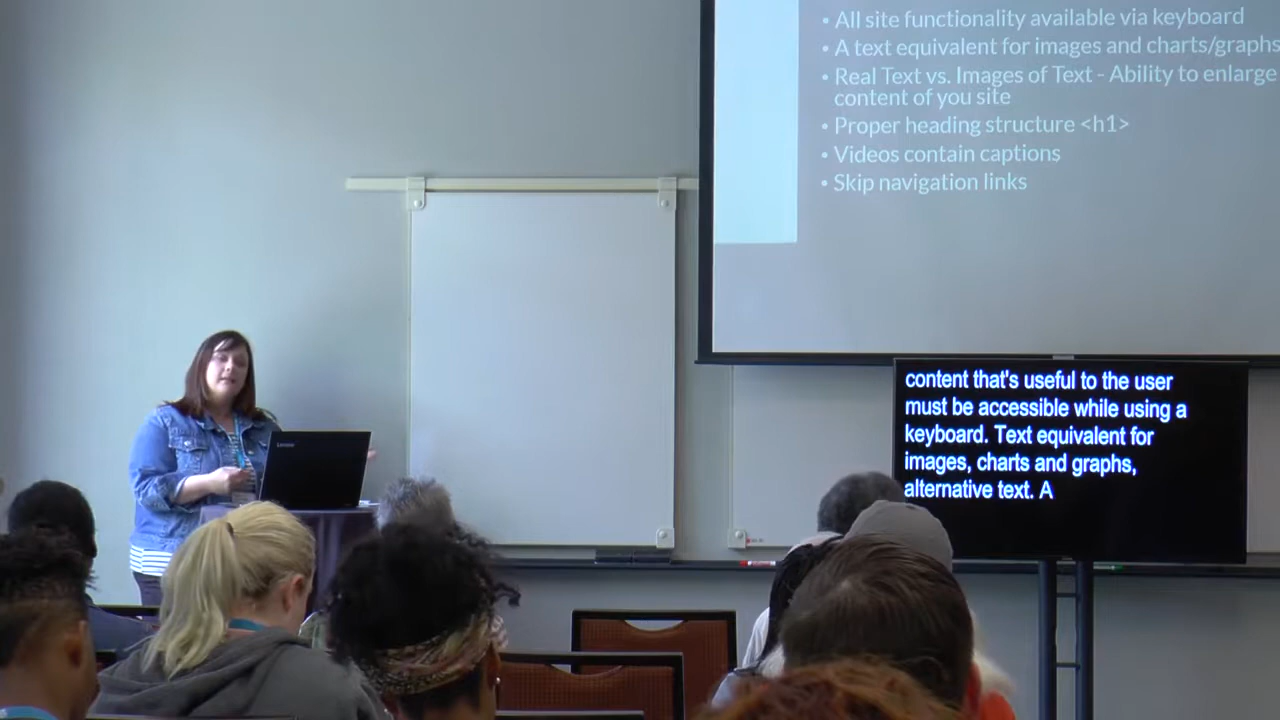 • All site functionality available via keyboard
• A text equivalent for images and charts/graphs
• Real Text vs. Images of Text - Ability to enlarge
content of you site
• Proper heading structure <h1>
• Videos contain captions
• Skip navigation links
Lenovo
content that's useful to the user
must be accessible while using a
keyboard. Text equivalent for
images, charts and graphs,
alternative text. A